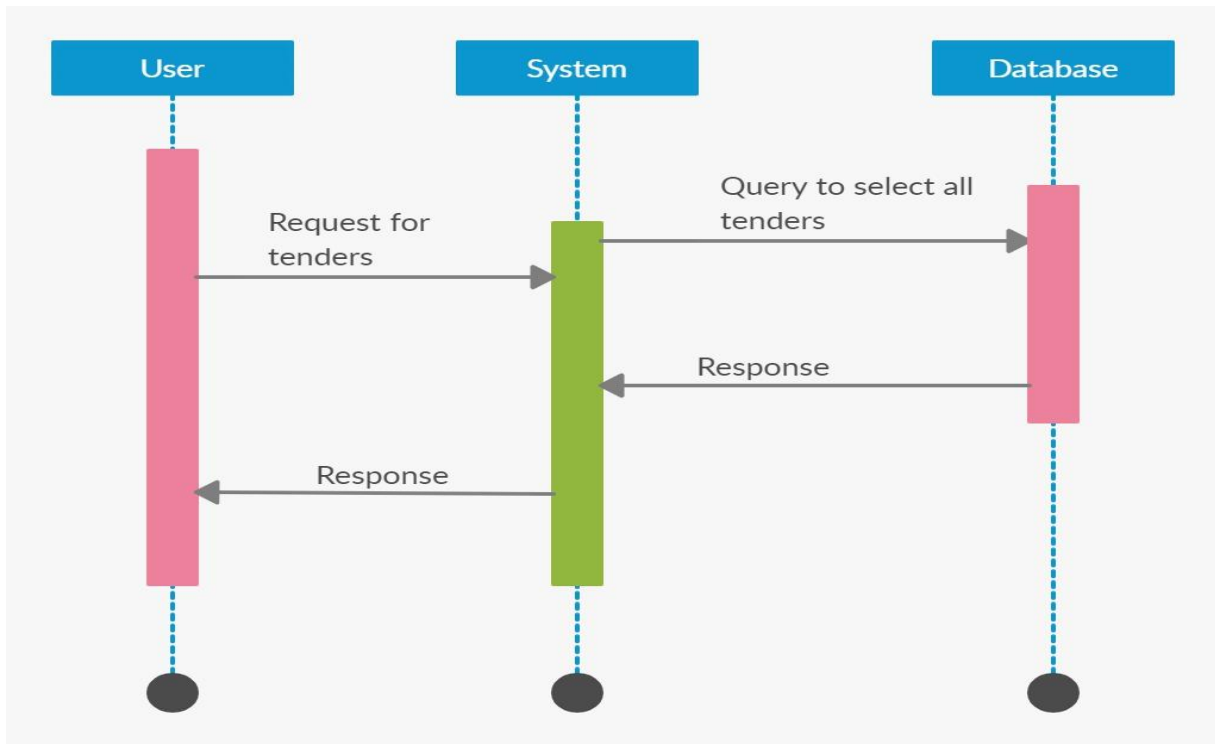 User
System
Database
Query to select all
tenders
Request for
tenders
Response
Response